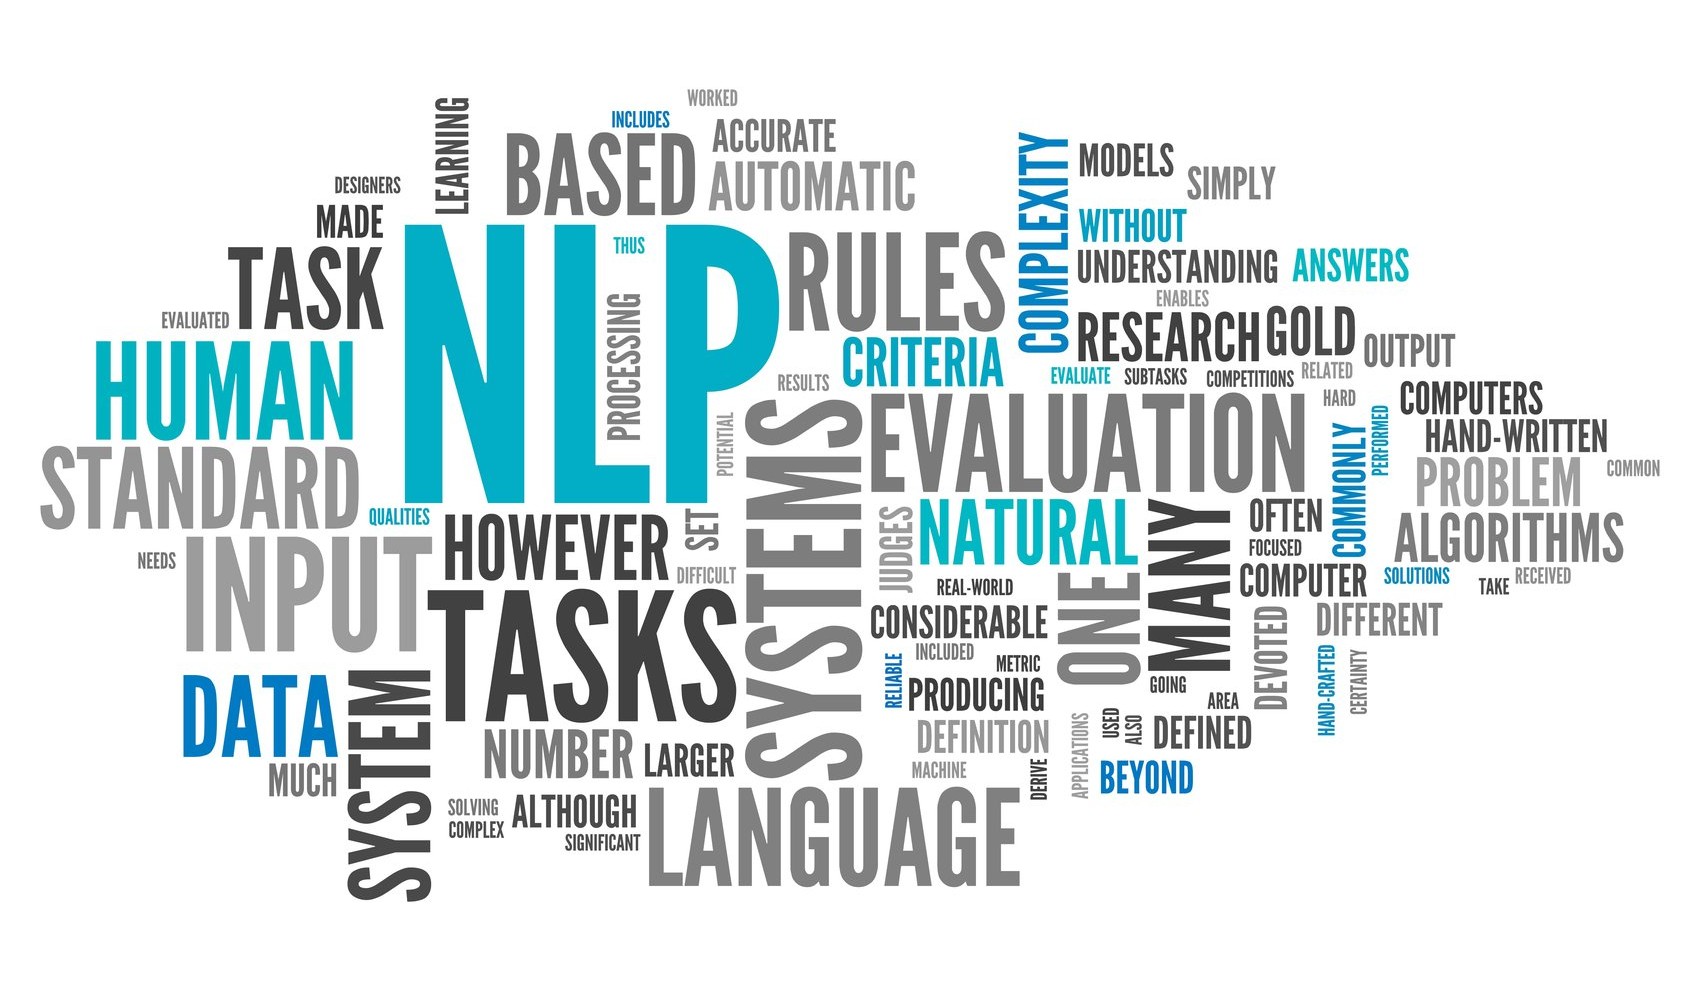 WORKED
INCLUDES
LEARNING
BASED
ACCURATE
AUTOMATIC
COMPLEXITY
MODELS
SIMPLY
DESIGNERS
MADE
TASK
EVALUATED
NLP
THUS
PROCESSING
POTENTIAL
RULES
WITHOUT
UNDERSTANDING
ANSWERS
ENABLES
RESEARCH
GOLD
OUTPUT
CRITERIA
RESULTS
EVALUATE
SUBTASKS
COMPETITIONS
RELATED
HARD
HUMAN
STANDARD
QUALITIES
SYSTEMS
EVALUATION
COMMONLY
PERFORMED
COMPUTERS
HAND-WRITTEN
PROBLEM
COMMON
ALGORITHMS
NEEDS
INPUT
HOWEVER
SET
DIFFICULT
JUDGES
NATURAL
MANY
OFTEN
FOCUSED
COMPUTER
SOLUTIONS
TAKE
RECEIVED
DIFFERENT
TASKS
REAL-WORLD
CONSIDERABLE
ONE
INCLUDED
METRIC
RELIABLE
PRODUCING
GOING
DEVOTED
HAND-CRAFTED
CERTAINTY
AREA
DATA
MUCH
SYSTEM
NUMBER
LARGER
DEFINITION
MACHINE
DERIVE
APPLICATIONS
USED
ALSO
DEFINED
BEYOND
SOLVING
COMPLEX
ALTHOUGH
SIGNIFICANT
LANGUAGE